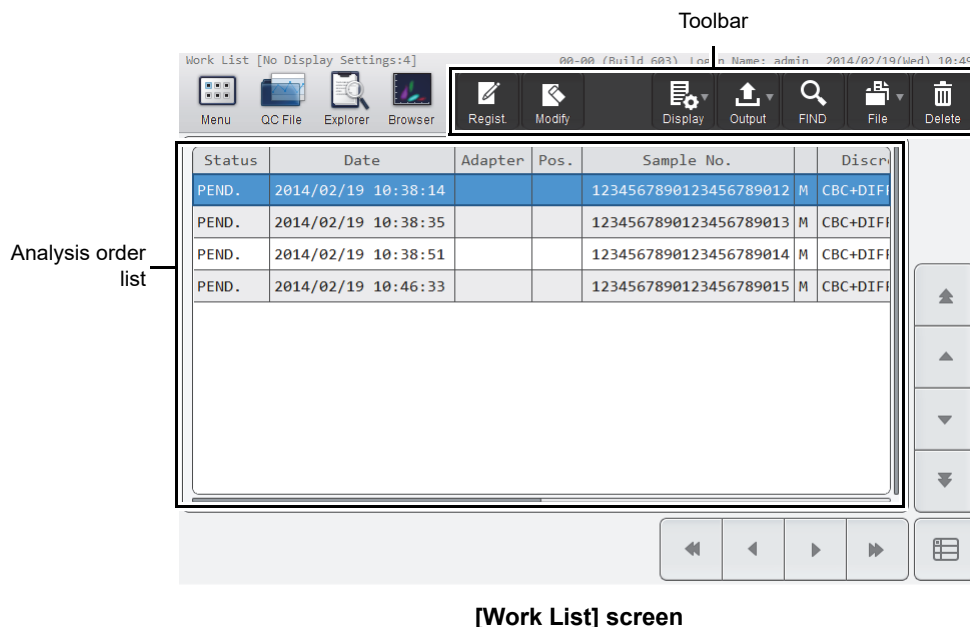 Toolbar
Work List [No Display Settings:4] 00-00 (Build 603) Log n Name: admin 2014/02/19(Wed) 10:49
Menu QC File Explorer Browser Regist. Modify Display Output FIND File Delete
Status Date Adapter Pos. Sample No. Discr
PEND. 2014/02/19 10:38:14 1234567890123456789012 M CBC+DIFF
PEND. 2014/02/19 10:38:35 1234567890123456789013 M CBC+DIFF
PEND. 2014/02/19 10:38:51 1234567890123456789014 M CBC+DIFF
PEND. 2014/02/19 10:46:33 1234567890123456789015 M CBC+DIFF
Analysis order
list
[Work List] screen